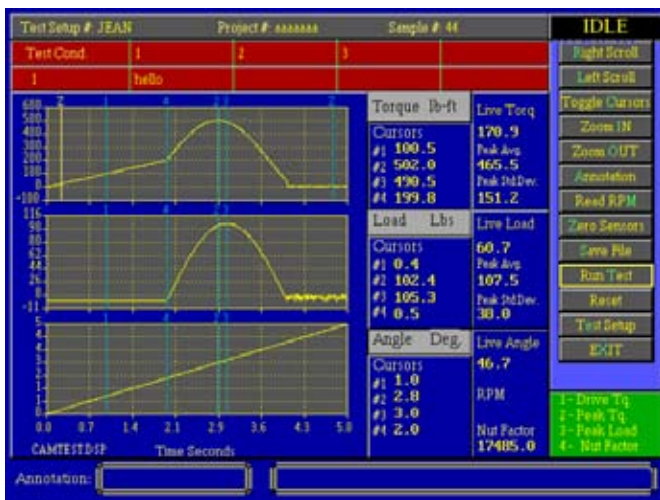 Test Setup #: JEAN Project #: aaaaaaa Sample #: 44 IDLE
Test Cond. 1 2 3
1 hello
Right Scroll
Left Scroll
Toggle Cursors
Zoom IN
Zoom OUT
Annotation
Read RPM
Zero Sensors
Save File
Run Test
Reset
Test Setup
EXIT
Torque lb-ft Live Torq
Cursors 170.9
#1 100.5 Peak Avg.
#2 502.0 465.5
#3 490.5 Peak Std.Dev.
#4 199.8 151.2
Load Lbs Live Load
Cursors 60.7
#1 0.4 Peak Avg.
#2 102.4 107.5
#3 105.3 Peak Std.Dev.
#4 0.5 38.0
Angle Deg. Live Angle
Cursors 46.7
#1 1.0
#2 2.8 RPM
#3 3.0 Nut Factor
#4 2.0 17485.0
600
500
400
300
200
100
0
-100
116
98
80
62
44
26
8
-11
5
4
4
3
2
2
1
1
0
0.0 0.7 1.4 2.1 2.9 3.6 4.3 5.0
CAMTEST.DSP Time Seconds
1 - Drive Tq.
2 - Peak Tq.
3 - Peak Load
4 - Nut Factor
Annotation: